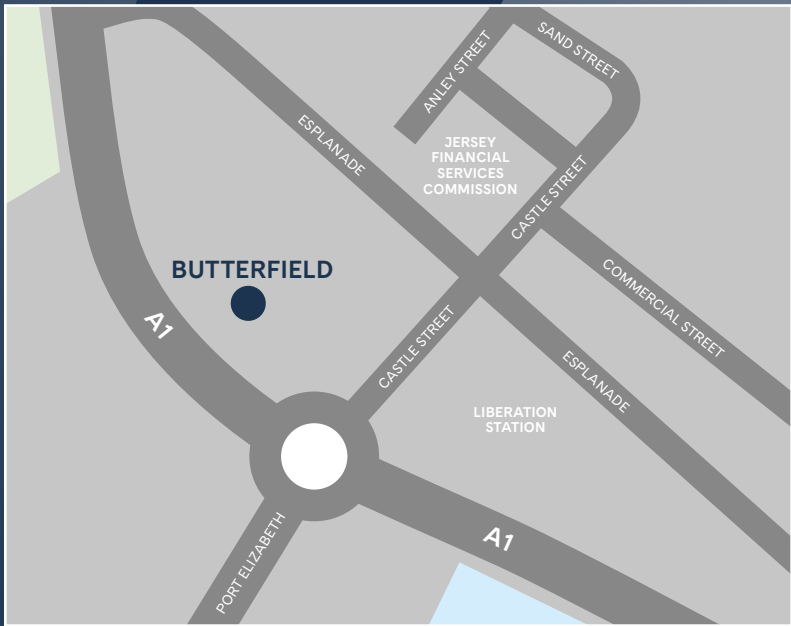 SAND STREET
ANLEY STREET
ESPLANADE
JERSEY
FINANCIAL
SERVICES
COMMISSION
CASTLE STREET
BUTTERFIELD
COMMERCIAL STREET
A1
CASTLE STREET
ESPLANADE
LIBERATION
STATION
A1
PORT ELIZABETH